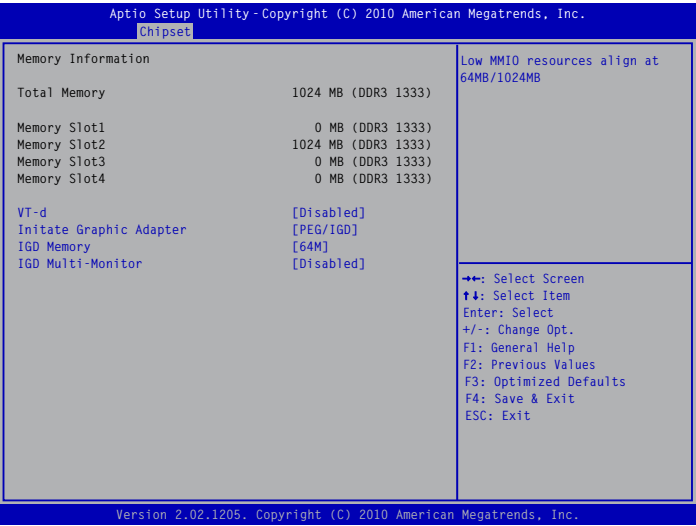 Aptio Setup Utility - Copyright (C) 2010 American Megatrends, Inc.
Chipset
Memory Information
Total Memory 1024 MB (DDR3 1333)
Memory Slot1 0 MB (DDR3 1333)
Memory Slot2 1024 MB (DDR3 1333)
Memory Slot3 0 MB (DDR3 1333)
Memory Slot4 0 MB (DDR3 1333)
VT-d [Disabled]
Initate Graphic Adapter [PEG/IGD]
IGD Memory [64M]
IGD Multi-Monitor [Disabled]
Low MMIO resources align at
64MB/1024MB
→←: Select Screen
↑↓: Select Item
Enter: Select
+/-: Change Opt.
F1: General Help
F2: Previous Values
F3: Optimized Defaults
F4: Save & Exit
ESC: Exit
Version 2.02.1205. Copyright (C) 2010 American Megatrends, Inc.